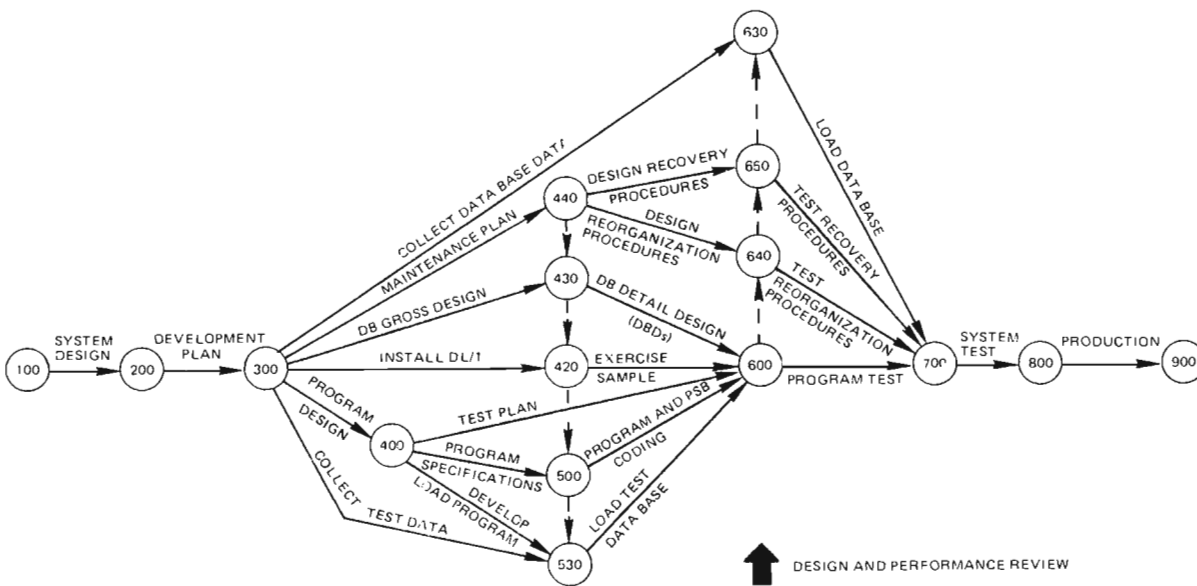 630
COLLECT DATA BASE DATA
LOAD DATA BASE
440
DESIGN RECOVERY
PROCEDURES
650
MAINTENANCE PLAN
DESIGN
REORGANIZATION
PROCEDURES
TEST RECOVERY
PROCEDURES
640
430
DB GROSS DESIGN
DB DETAIL DESIGN
(DBDs)
TEST
REORGANIZATION
PROCEDURES
100
SYSTEM
DESIGN
200
DEVELOPMENT
PLAN
300
INSTALL DL/1
420
EXERCISE
SAMPLE
600
PROGRAM TEST
700
SYSTEM
TEST
800
PRODUCTION
900
PROGRAM
DESIGN
400
TEST PLAN
PROGRAM
SPECIFICATIONS
500
PROGRAM AND PSB
CODING
DEVELOP
LOAD PROGRAM
COLLECT
TEST DATA
530
LOAD TEST
DATA BASE
DESIGN AND PERFORMANCE REVIEW